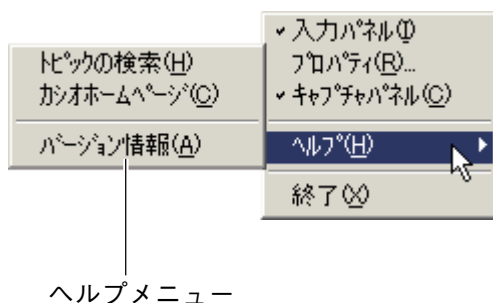 トピックの検索(H)
カシオホームページ(C)
バージョン情報(A)
入力パネル(I)
プロパティ(R)...
キャプチャパネル(C)
ヘルプ(H)
終了(X)
ヘルプメニュー